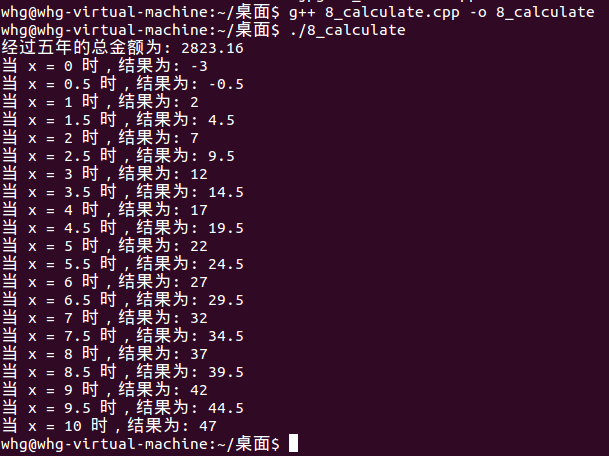 whg@whg-virtual-machine:~/桌面$ g++ 8_calculate.cpp -o 8_calculate
whg@whg-virtual-machine:~/桌面$ ./8_calculate
经过五年的总金额为: 2823.16
当 x = 0 时，结果为: -3
当 x = 0.5 时，结果为: -0.5
当 x = 1 时，结果为: 2
当 x = 1.5 时，结果为: 4.5
当 x = 2 时，结果为: 7
当 x = 2.5 时，结果为: 9.5
当 x = 3 时，结果为: 12
当 x = 3.5 时，结果为: 14.5
当 x = 4 时，结果为: 17
当 x = 4.5 时，结果为: 19.5
当 x = 5 时，结果为: 22
当 x = 5.5 时，结果为: 24.5
当 x = 6 时，结果为: 27
当 x = 6.5 时，结果为: 29.5
当 x = 7 时，结果为: 32
当 x = 7.5 时，结果为: 34.5
当 x = 8 时，结果为: 37
当 x = 8.5 时，结果为: 39.5
当 x = 9 时，结果为: 42
当 x = 9.5 时，结果为: 44.5
当 x = 10 时，结果为: 47
whg@whg-virtual-machine:~/桌面$